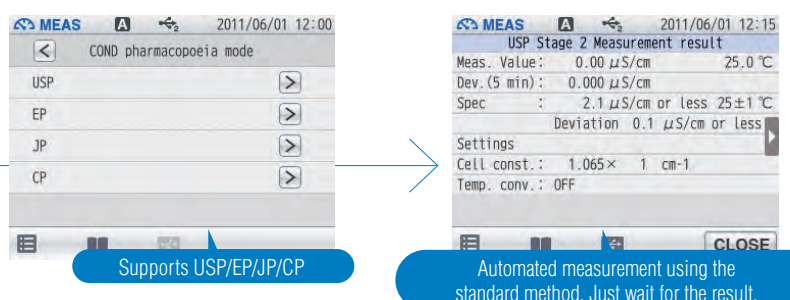 MEAS A 2 2011/06/01 12:00
< COND pharmacopoeia mode
USP >
EP >
JP >
CP >
Supports USP/EP/JP/CP
MEAS A 2 2011/06/01 12:15
USP Stage 2 Measurement result
Meas. Value: 0.00 μS/cm 25.0 ℃
Dev.(5 min): 0.000 μS/cm
Spec : 2.1 μS/cm or less 25±1 ℃
Deviation 0.1 μS/cm or less
Settings
Cell const.: 1.065× 1 cm-1
Temp. conv.: OFF
CLOSE
Automated measurement using the
standard method. Just wait for the result.